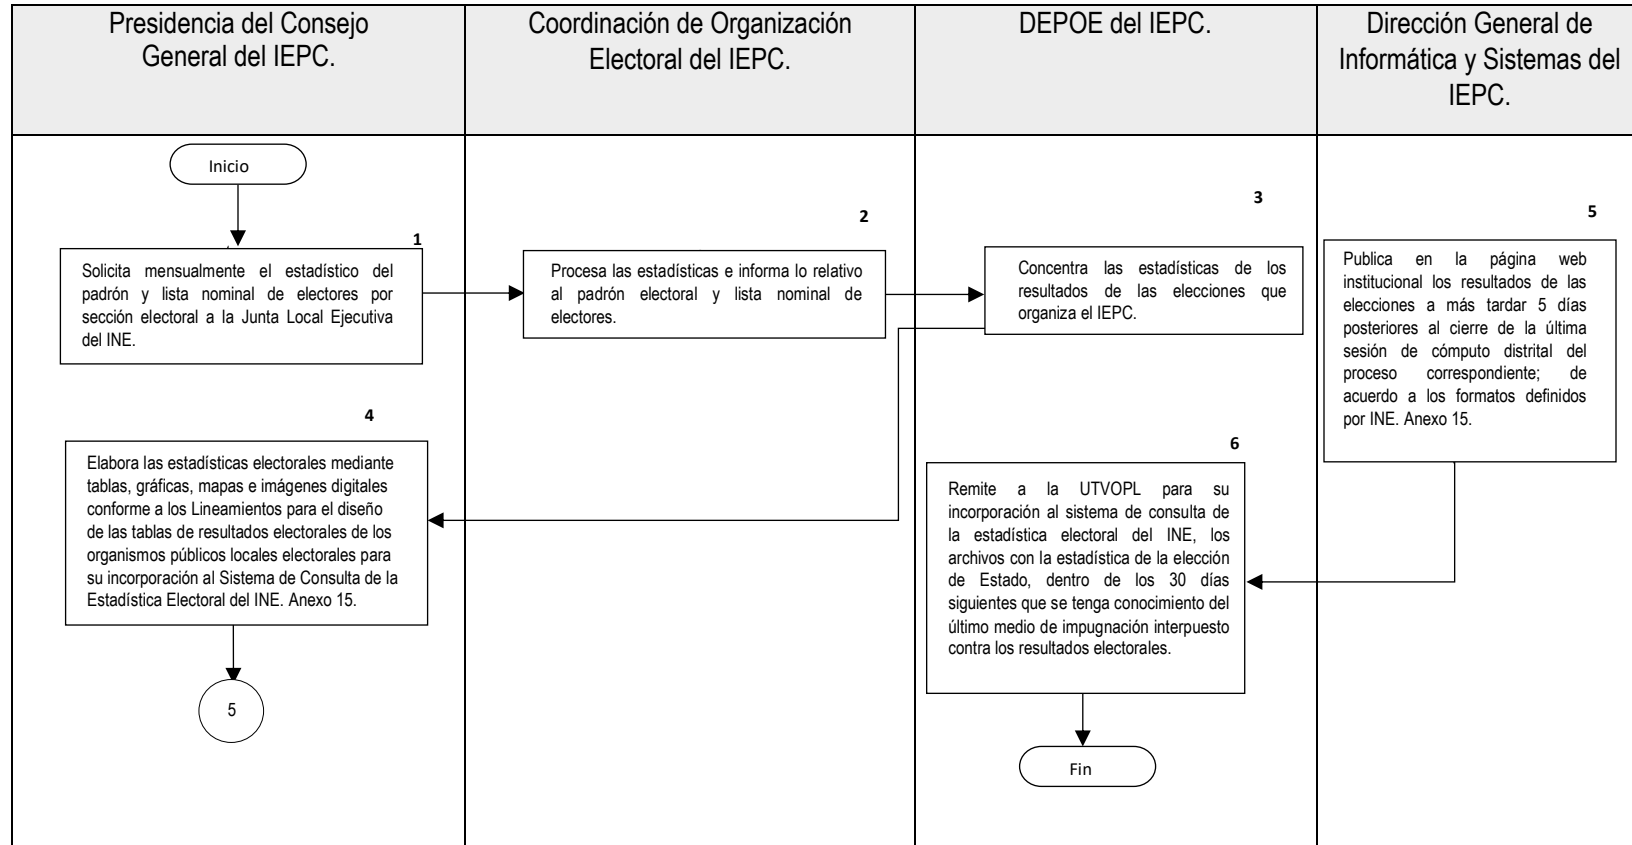 Presidencia del Consejo
General del IEPC.
Coordinación de Organización
Electoral del IEPC.
DEPOE del IEPC.
Dirección General de
Informática y Sistemas del
IEPC.
Inicio
1
Solicita mensualmente el estadístico del
padrón y lista nominal de electores por
sección electoral a la Junta Local Ejecutiva
del INE.
2
Procesa las estadísticas e informa lo relativo
al padrón electoral y lista nominal de
electores.
3
Concentra las estadísticas de los
resultados de las elecciones que
organiza el IEPC.
4
Elabora las estadísticas electorales mediante
tablas, gráficas, mapas e imágenes digitales
conforme a los Lineamientos para el diseño
de las tablas de resultados electorales de los
organismos públicos locales electorales para
su incorporación al Sistema de Consulta de la
Estadística Electoral del INE. Anexo 15.
5
5
Publica en la página web
institucional los resultados de las
elecciones a más tardar 5 días
posteriores al cierre de la última
sesión de cómputo distrital del
proceso correspondiente; de
acuerdo a los formatos definidos
por INE. Anexo 15.
6
Remite a la UTVOPL para su
incorporación al sistema de consulta de
la estadística electoral del INE, los
archivos con la estadística de la elección
de Estado, dentro de los 30 días
siguientes que se tenga conocimiento del
último medio de impugnación interpuesto
contra los resultados electorales.
Fin